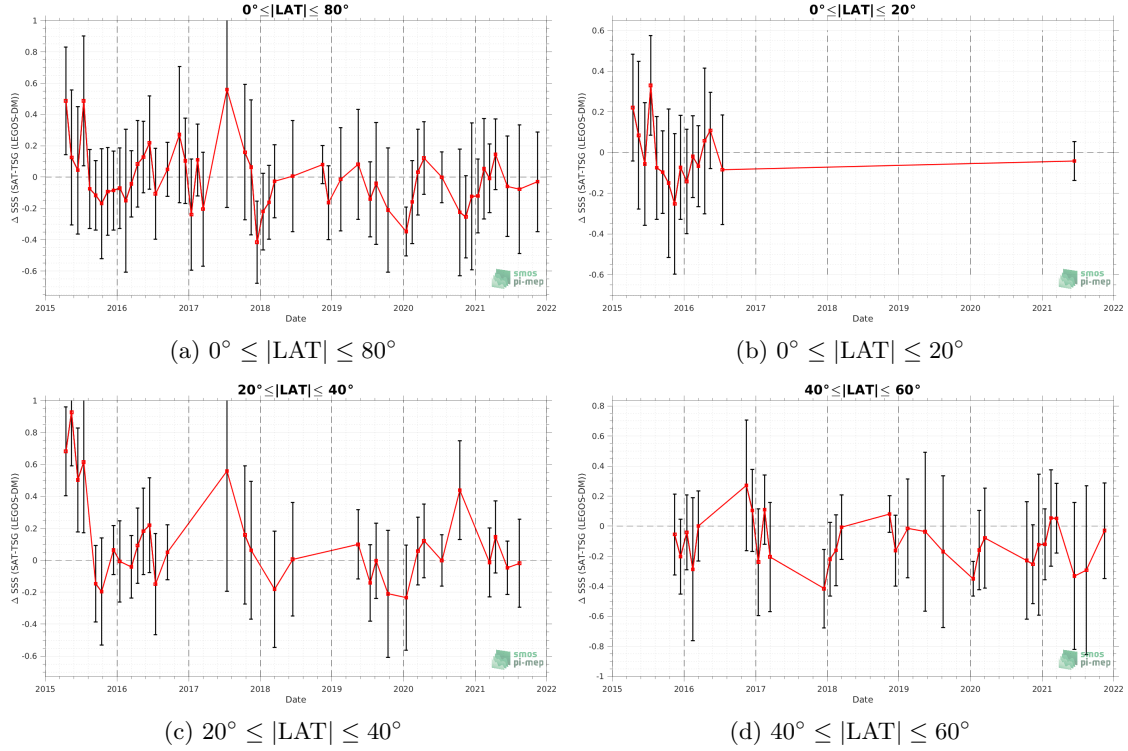 0°≤|LAT|≤ 80°
Δ SSS (SAT-TSG (LEGOS-DM))
1
0.8
0.6
0.4
0.2
0
-0.2
-0.4
-0.6
2015 2016 2017 2018 2019 2020 2021 2022
Date
smos
pi-mep
(a) 0° ≤ |LAT| ≤ 80°
0°≤|LAT|≤ 20°
Δ SSS (SAT-TSG (LEGOS-DM))
0.6
0.4
0.2
0
-0.2
-0.4
-0.6
2015 2016 2017 2018 2019 2020 2021 2022
Date
smos
pi-mep
(b) 0° ≤ |LAT| ≤ 20°
20°≤|LAT|≤ 40°
Δ SSS (SAT-TSG (LEGOS-DM))
1
0.8
0.6
0.4
0.2
0
-0.2
-0.4
-0.6
2015 2016 2017 2018 2019 2020 2021 2022
Date
smos
pi-mep
(c) 20° ≤ |LAT| ≤ 40°
40°≤|LAT|≤ 60°
Δ SSS (SAT-TSG (LEGOS-DM))
0.8
0.6
0.4
0.2
0
-0.2
-0.4
-0.6
-0.8
-1
2015 2016 2017 2018 2019 2020 2021 2022
Date
smos
pi-mep
(d) 40° ≤ |LAT| ≤ 60°